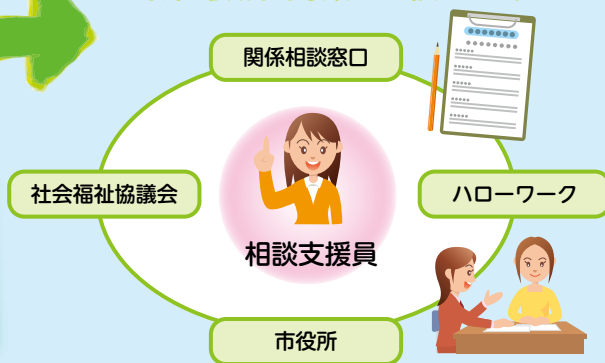 関係相談窓口
社会福祉協議会
ハローワーク
相談支援員
市役所